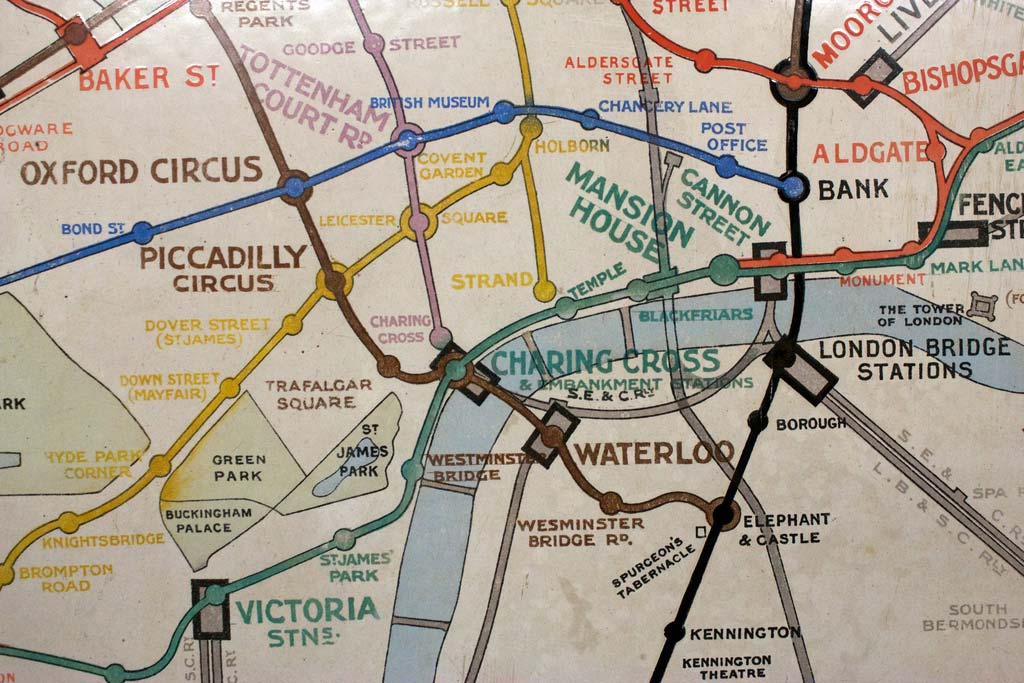 REGENTS
PARK
RUSSELL SQUARE
STREET
WHITE
MOORG
LIVE
GOODGE STREET
ALDERSGATE
STREET
BAKER ST
BISHOPSGA
TOTTENHAM
COURT RD
BRITISH MUSEUM
CHANCERY LANE
POST
OFFICE
DGWARE
ROAD
OXFORD CIRCUS
COVENT
GARDEN
HOLBORN
ALDGATE
ALD
EA
MANSION
HOUSE
CANNON
STREET
BANK
BOND ST
LEICESTER SQUARE
FENC
ST
PICCADILLY
CIRCUS
STRAND
TEMPLE
MARK LAN
MONUMENT
BLACKFRIARS
THE TOWER
OF LONDON
(FO
DOVER STREET
(ST JAMES)
CHARING
CROSS
CHARING CROSS
& EMBANKMENT STATIONS
S.E. & C.RY
LONDON BRIDGE
STATIONS
DOWN STREET
(MAYFAIR)
TRAFALGAR
SQUARE
ARK
ST
JAMES
PARK
BOROUGH
HYDE PARK
CORNER
GREEN
PARK
WESTMINSTER
BRIDGE
WATERLOO
S.E. &
C.RLY
L.B. & S.C RLY
SPA R
BUCKINGHAM
PALACE
KNIGHTSBRIDGE
WESMINSTER
BRIDGE RD.
ELEPHANT
& CASTLE
ST JAMES'
PARK
SPURGEON'S
TABERNACLE
BROMPTON
ROAD
VICTORIA
STNS.
SOUTH
BERMONDSE
KENNINGTON
KENNINGTON
THEATRE
S.C.RY
C.RY
ON